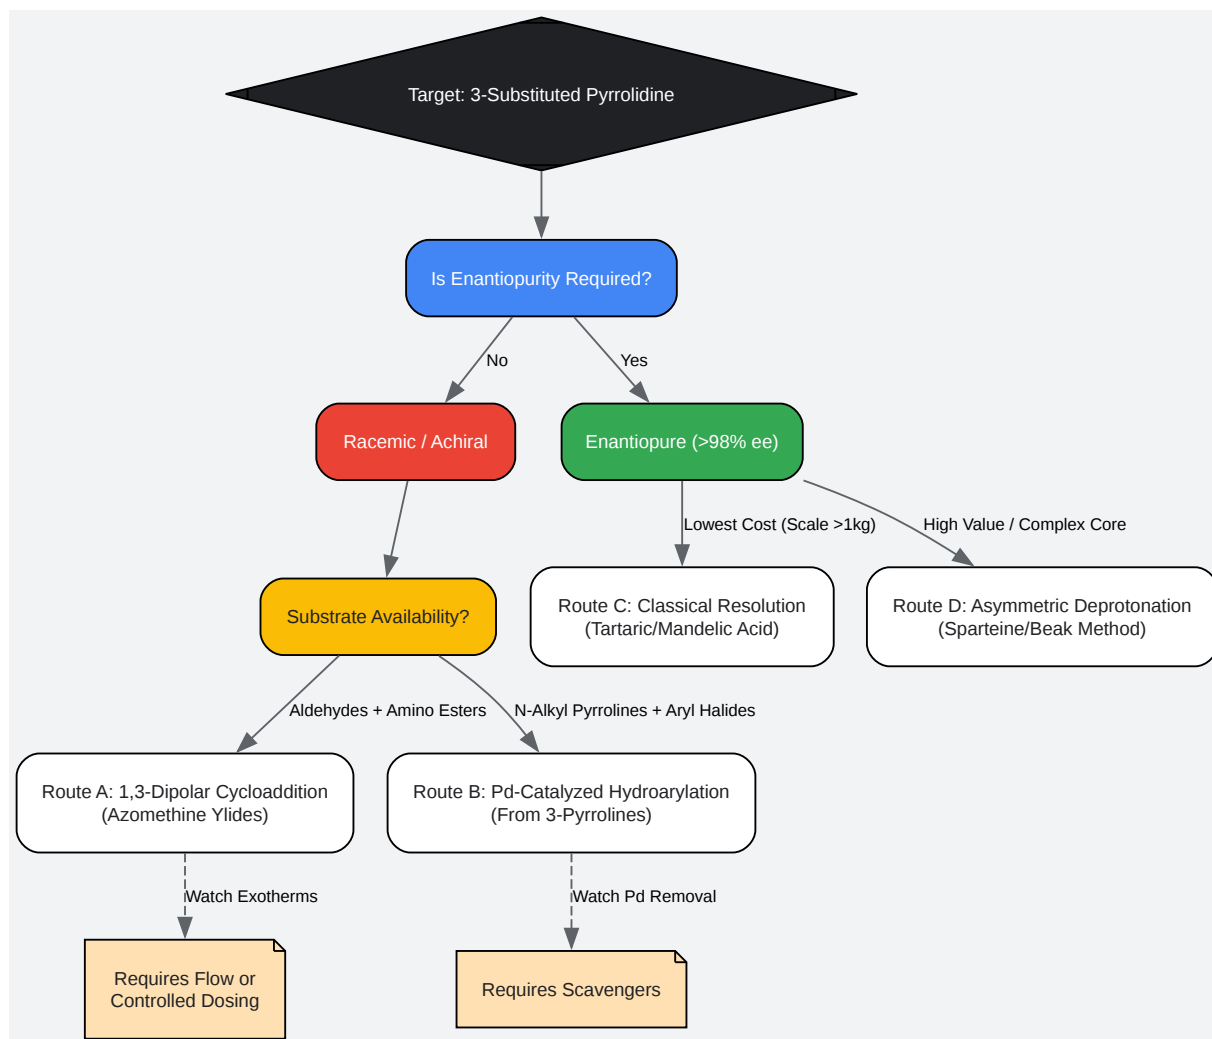 Target: 3-Substituted Pyrrolidine
Is Enantiopurity Required?
No
Yes
Racemic / Achiral
Enantiopure (>98% ee)
Lowest Cost (Scale >1kg)
High Value / Complex Core
Substrate Availability?
Route C: Classical Resolution
(Tartaric/Mandelic Acid)
Route D: Asymmetric Deprotonation
(Sparteine/Beak Method)
Aldehydes + Amino Esters
N-Alkyl Pyrrolines + Aryl Halides
Route A: 1,3-Dipolar Cycloaddition
(Azomethine Ylides)
Route B: Pd-Catalyzed Hydroarylation
(From 3-Pyrrolines)
Watch Exotherms
Watch Pd Removal
Requires Flow or
Controlled Dosing
Requires Scavengers